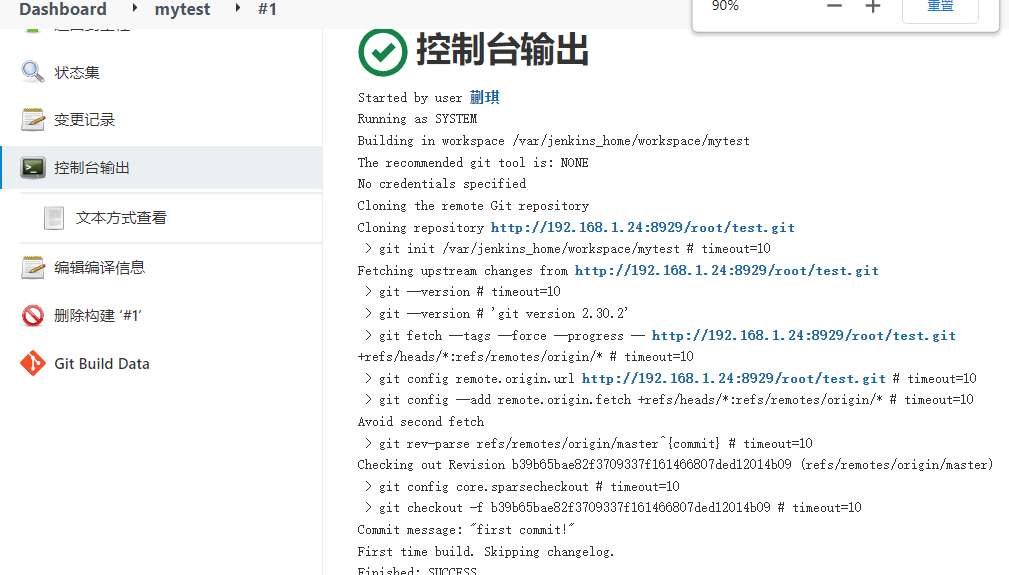 Dashboard
mytest
#1
90%
重置
返回到工程
状态集
变更记录
控制台输出
文本方式查看
编辑编译信息
删除构建 ‘#1’
Git Build Data
控制台输出
Started by user 蒯琪
Running as SYSTEM
Building in workspace /var/jenkins_home/workspace/mytest
The recommended git tool is: NONE
No credentials specified
Cloning the remote Git repository
Cloning repository http://192.168.1.24:8929/root/test.git
> git init /var/jenkins_home/workspace/mytest # timeout=10
Fetching upstream changes from http://192.168.1.24:8929/root/test.git
> git --version # timeout=10
> git --version # 'git version 2.30.2'
> git fetch --tags --force --progress -- http://192.168.1.24:8929/root/test.git
+refs/heads/*:refs/remotes/origin/* # timeout=10
> git config remote.origin.url http://192.168.1.24:8929/root/test.git # timeout=10
> git config --add remote.origin.fetch +refs/heads/*:refs/remotes/origin/* # timeout=10
Avoid second fetch
> git rev-parse refs/remotes/origin/master^{commit} # timeout=10
Checking out Revision b39b65bae82f3709337f161466807ded12014b09 (refs/remotes/origin/master)
> git config core.sparsecheckout # timeout=10
> git checkout -f b39b65bae82f3709337f161466807ded12014b09 # timeout=10
Commit message: "first commit!"
First time build. Skipping changelog.
Finished: SUCCESS